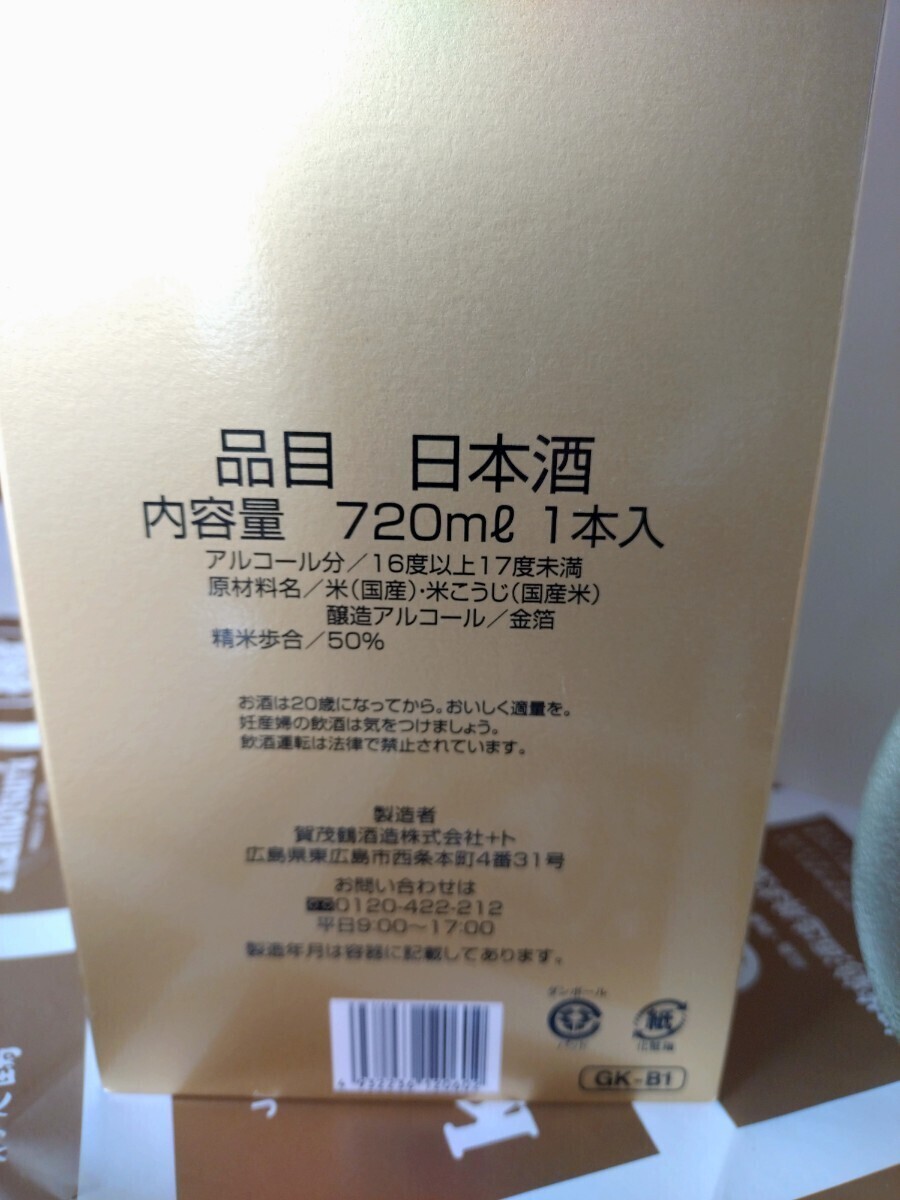 品目 日本酒
内容量 720mℓ 1本入
アルコール分/16度以上17度未満
原材料名/米(国産)・米こうじ(国産米)
醸造アルコール/金箔
精米歩合/50%
お酒は20歳になってから。おいしく適量を。
妊産婦の飲酒は気をつけましょう。
飲酒運転は法律で禁止されています。
製造者
賀茂鶴酒造株式会社+ト
広島県東広島市西条本町4番31号
お問い合わせは
0120-422-212
平日9:00〜17:00
製造年月は容器に記載してあります。
ダンボール
パッド
紙
化粧箱
GK-B1